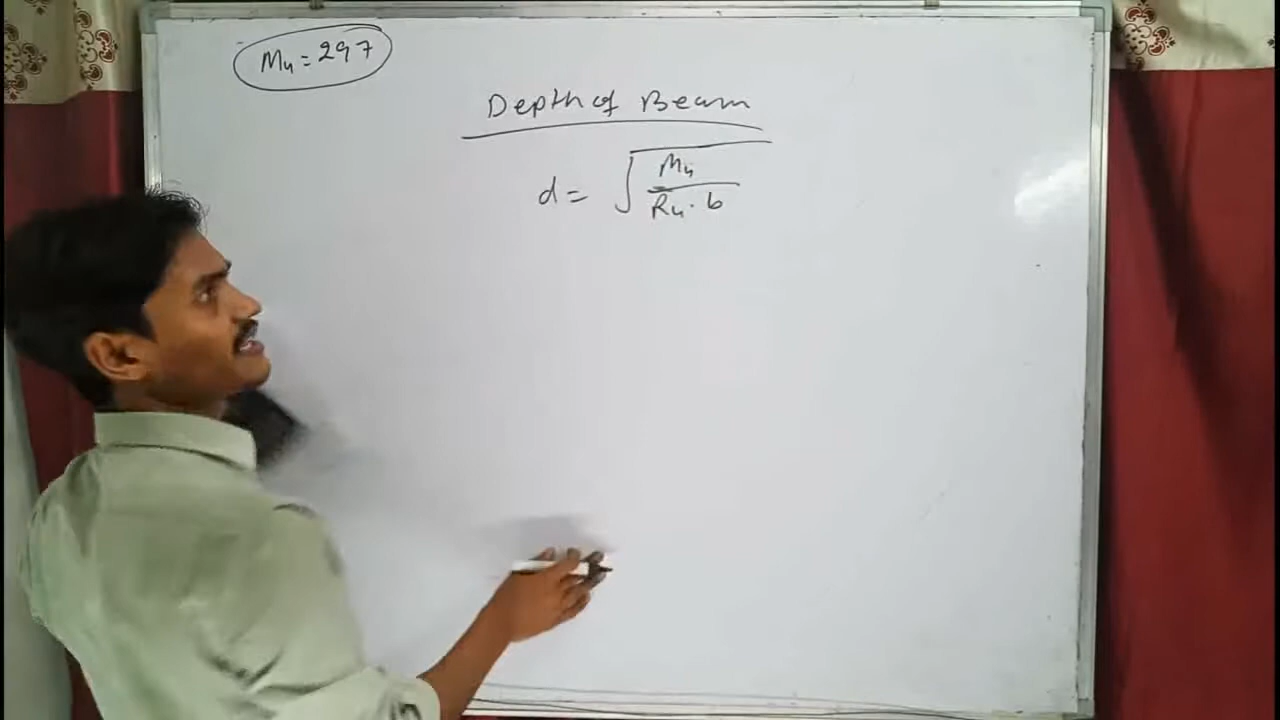 Mu = 297
Depth of Beam
d = √(Mu / Ru · b)